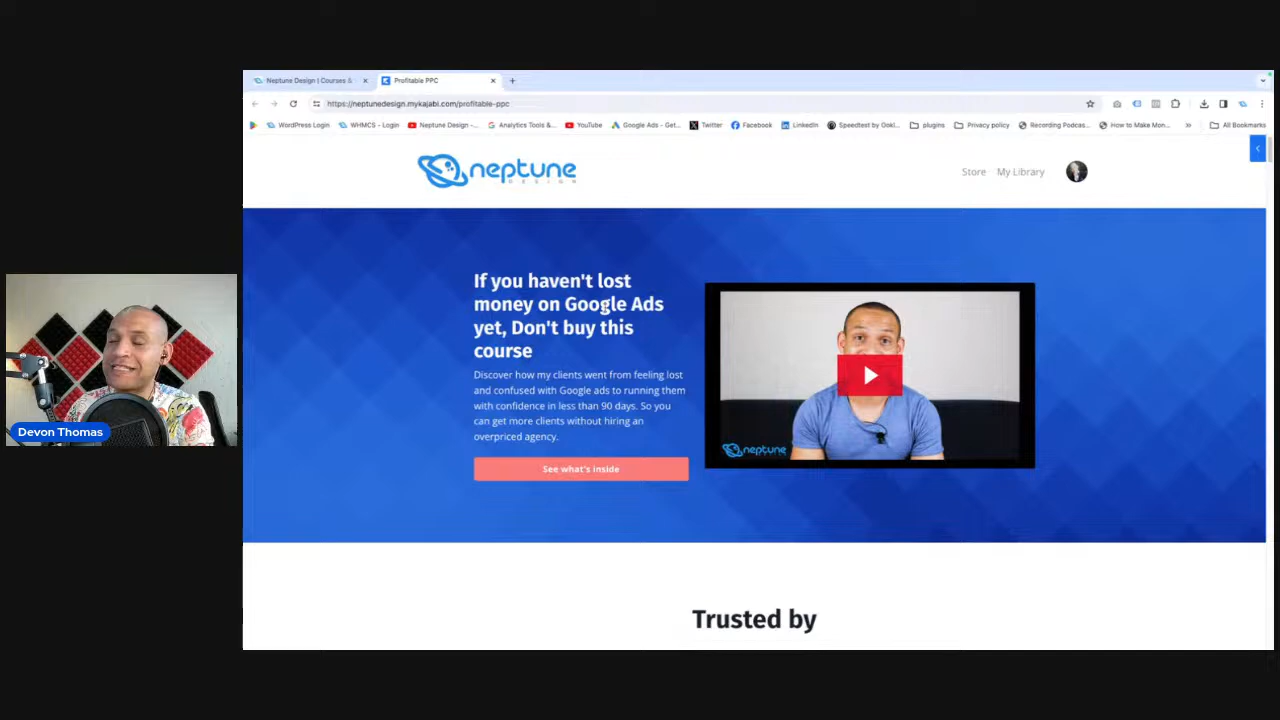 Neptune Design | Courses &
Profitable PPC
https://neptunedesign.mykajabi.com/profitable-ppc
WordPress Login
WHMCS - Login
Neptune Design -...
Analytics Tools &...
YouTube
Google Ads - Get...
Twitter
Facebook
LinkedIn
Speedtest by Ookl...
plugins
Privacy policy
Recording Podcas...
How to Make Mon...
All Bookmarks
neptune
DESIGN
Store
My Library
If you haven't lost
money on Google Ads
yet, Don't buy this
course
Discover how my clients went from feeling lost
and confused with Google ads to running them
with confidence in less than 90 days. So you
can get more clients without hiring an
overpriced agency.
See what's inside
neptune
Devon Thomas
Trusted by